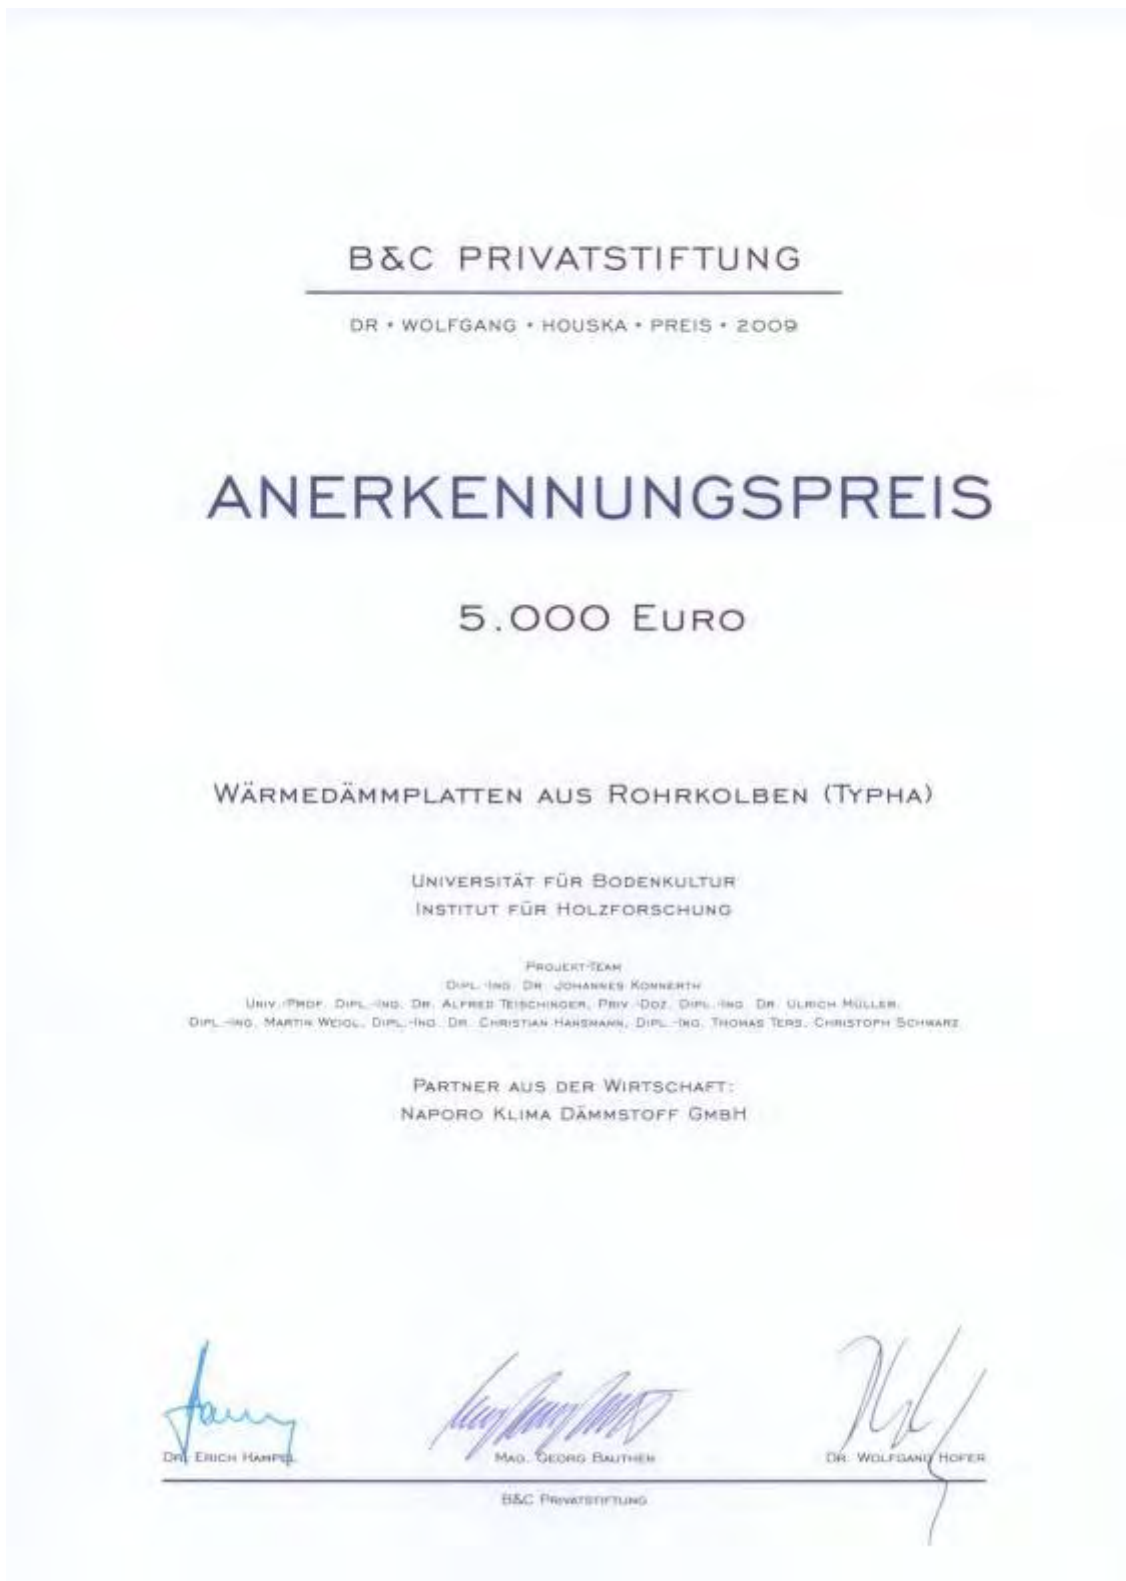 B&C PRIVATSTIFTUNG
DR • WOLFGANG • HOUSKA • PREIS • 2009
ANERKENNUNGSPREIS
5.000 EURO
WÄRMEDÄMMPLATTEN AUS ROHRKOLBEN (TYPHA)
UNIVERSITÄT FÜR BODENKULTUR
INSTITUT FÜR HOLZFORSCHUNG
PROJEKT-TEAM
DIPL.-ING. DR. JOHANNES KONNERTH
UNIV.-PROF. DIPL.-ING. DR. ALFRED TEISCHINGER, PRIV.-DOZ. DIPL.-ING. DR. ULRICH MÜLLER,
DIPL.-ING. MARTIN WEIGL, DIPL.-ING. DR. CHRISTIAN HANSMANN, DIPL.-ING. THOMAS TERS, CHRISTOPH SCHWARZ
PARTNER AUS DER WIRTSCHAFT:
NAPORO KLIMA DÄMMSTOFF GMBH
DR. ERICH HAMPEL MAG. GEORG BAUTHEN DR. WOLFGANG HOFER
B&C PRIVATSTIFTUNG